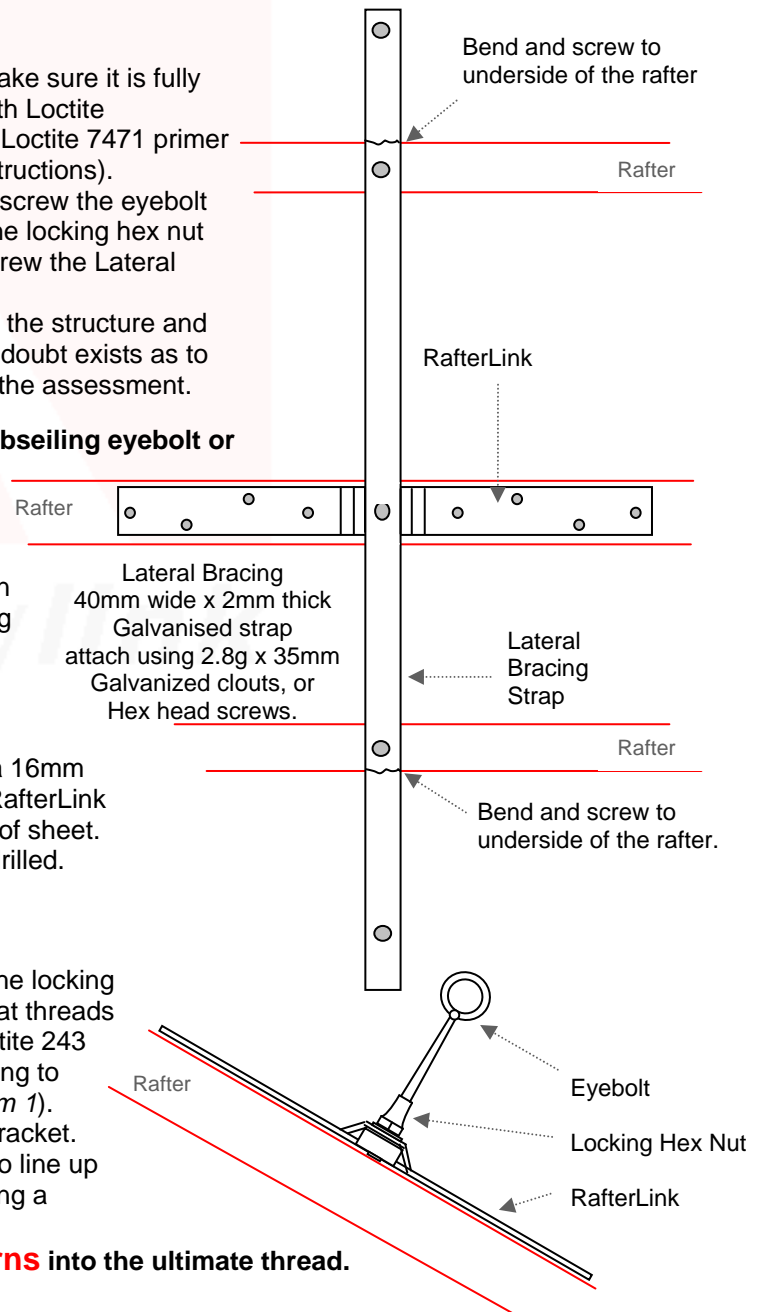 ake sure it is fully
th Loctite
Loctite 7471 primer
tructions).
screw the eyebolt
ne locking hex nut
crew the Lateral
the structure and
doubt exists as to
the assessment.
bseiling eyebolt or
n
g
a 16mm
RafterLink
of sheet.
rilled.
he locking
at threads
ctite 243
ing to
m 1).
racket.
o line up
ng a
rns into the ultimate thread.
Bend and screw to
underside of the rafter
Rafter
RafterLink
Rafter
Lateral Bracing
40mm wide x 2mm thick
Galvanised strap
attach using 2.8g x 35mm
Galvanized clouts, or
Hex head screws.
Lateral
Bracing
Strap
Rafter
Bend and screw to
underside of the rafter.
Rafter
Eyebolt
Locking Hex Nut
RafterLink